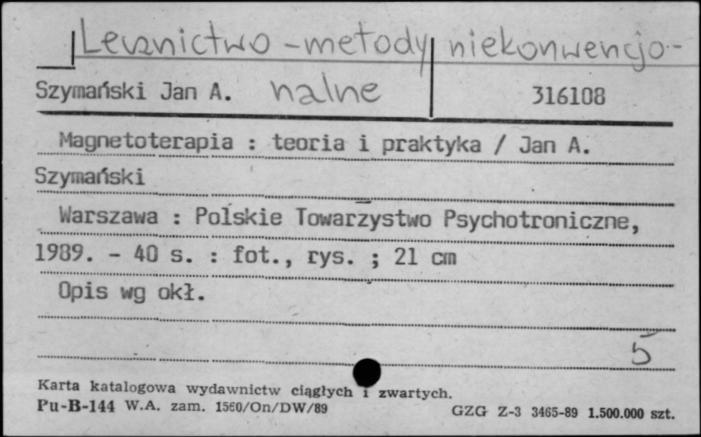 Lecznictwo - metody niekonwencjo-
nalne
Szymański Jan A.
316108
Magnetoterapia : teoria i praktyka / Jan A.
Szymański
Warszawa : Polskie Towarzystwo Psychotroniczne,
1989. - 40 s. : fot., rys. ; 21 cm
Opis wg okł.
5
Karta katalogowa wydawnictw ciągłych i zwartych.
Pu-B-144 W.A. zam. 1560/On/DW/89
GZG Z-3 3465-89 1.500.000 szt.